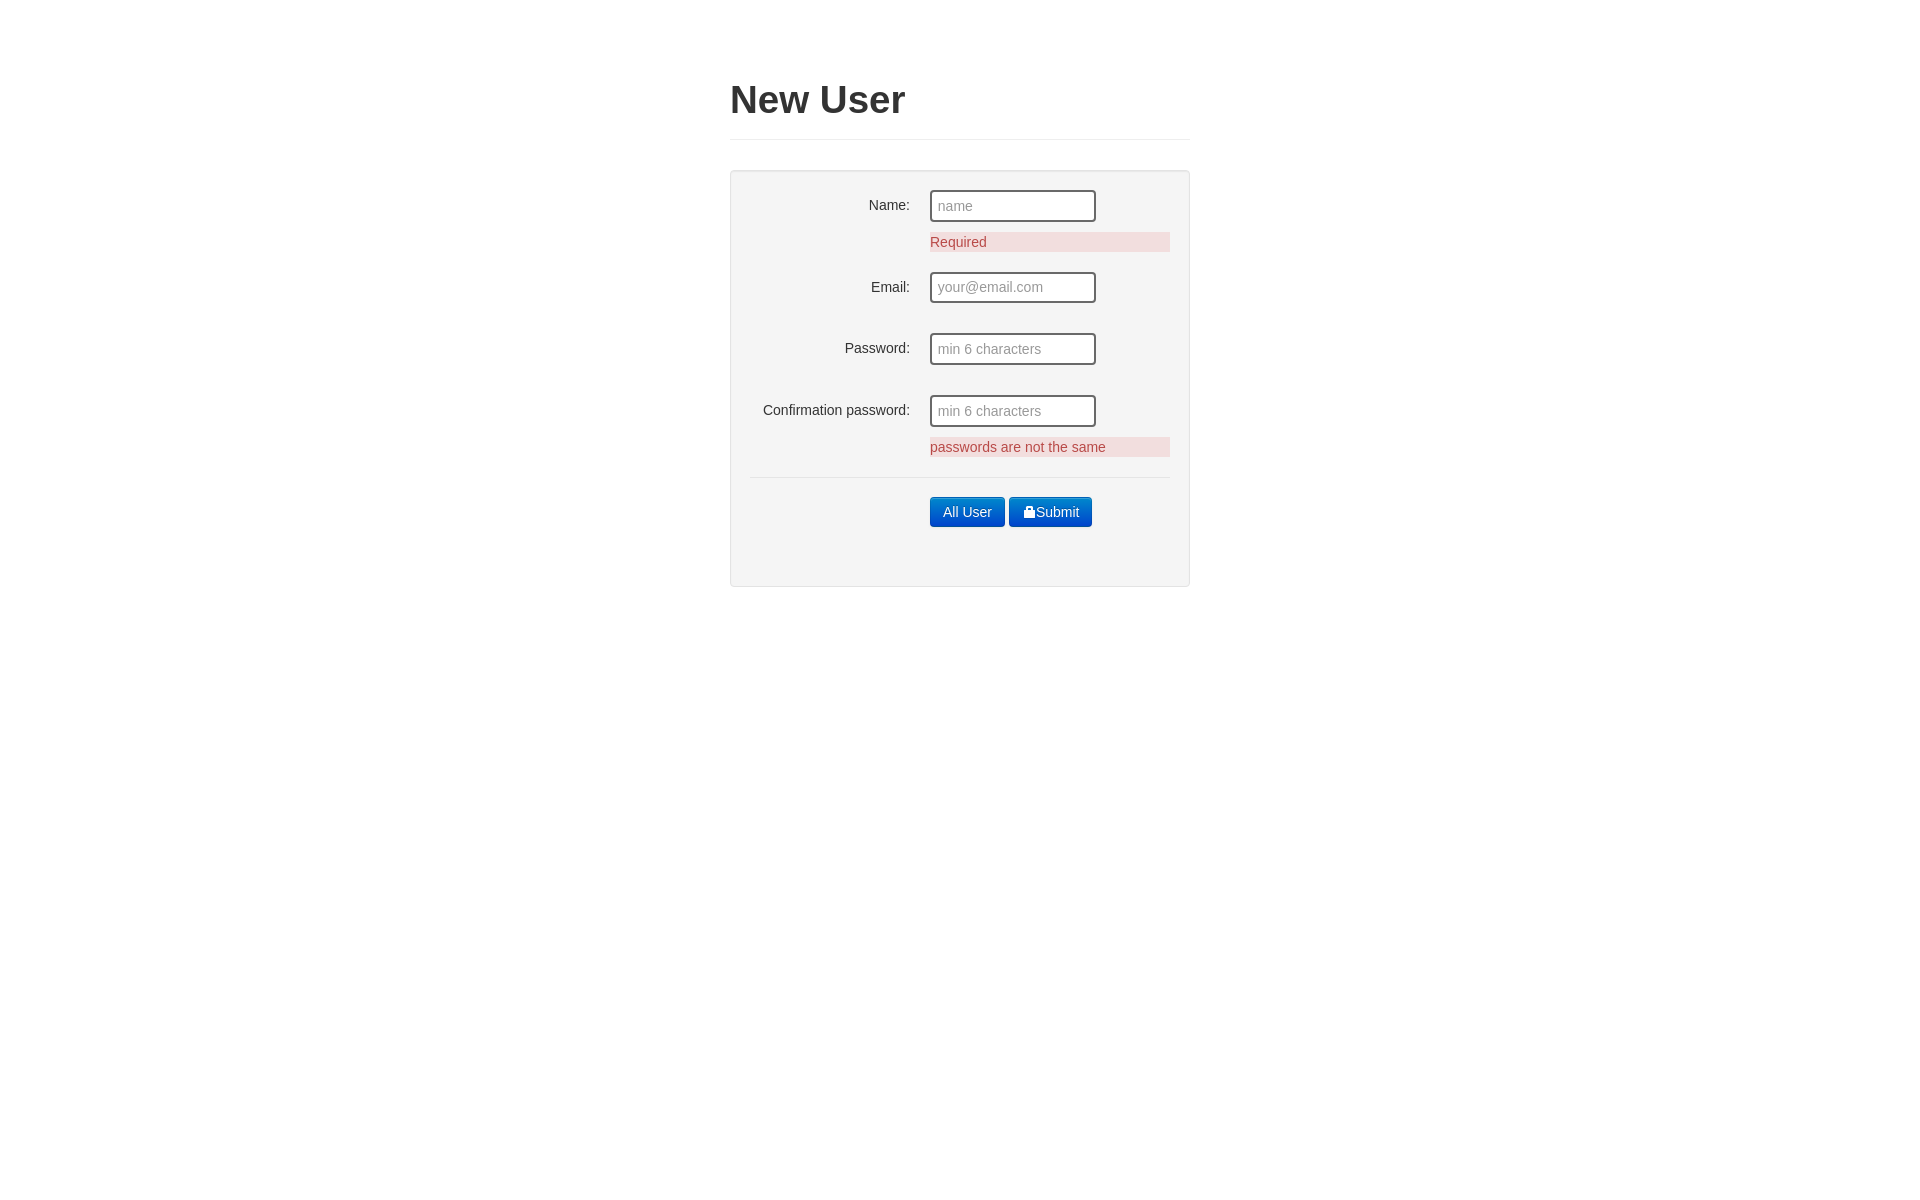 New User
Name:
name
Required
Email:
your@email.com
Password:
min 6 characters
Confirmation password:
min 6 characters
passwords are not the same
All User
Submit